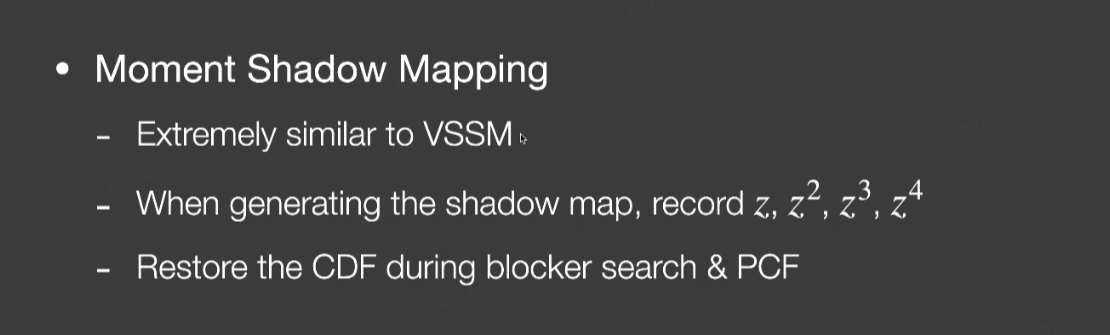 • Moment Shadow Mapping
- Extremely similar to VSSM
- When generating the shadow map, record z, z², z³, z⁴
- Restore the CDF during blocker search & PCF